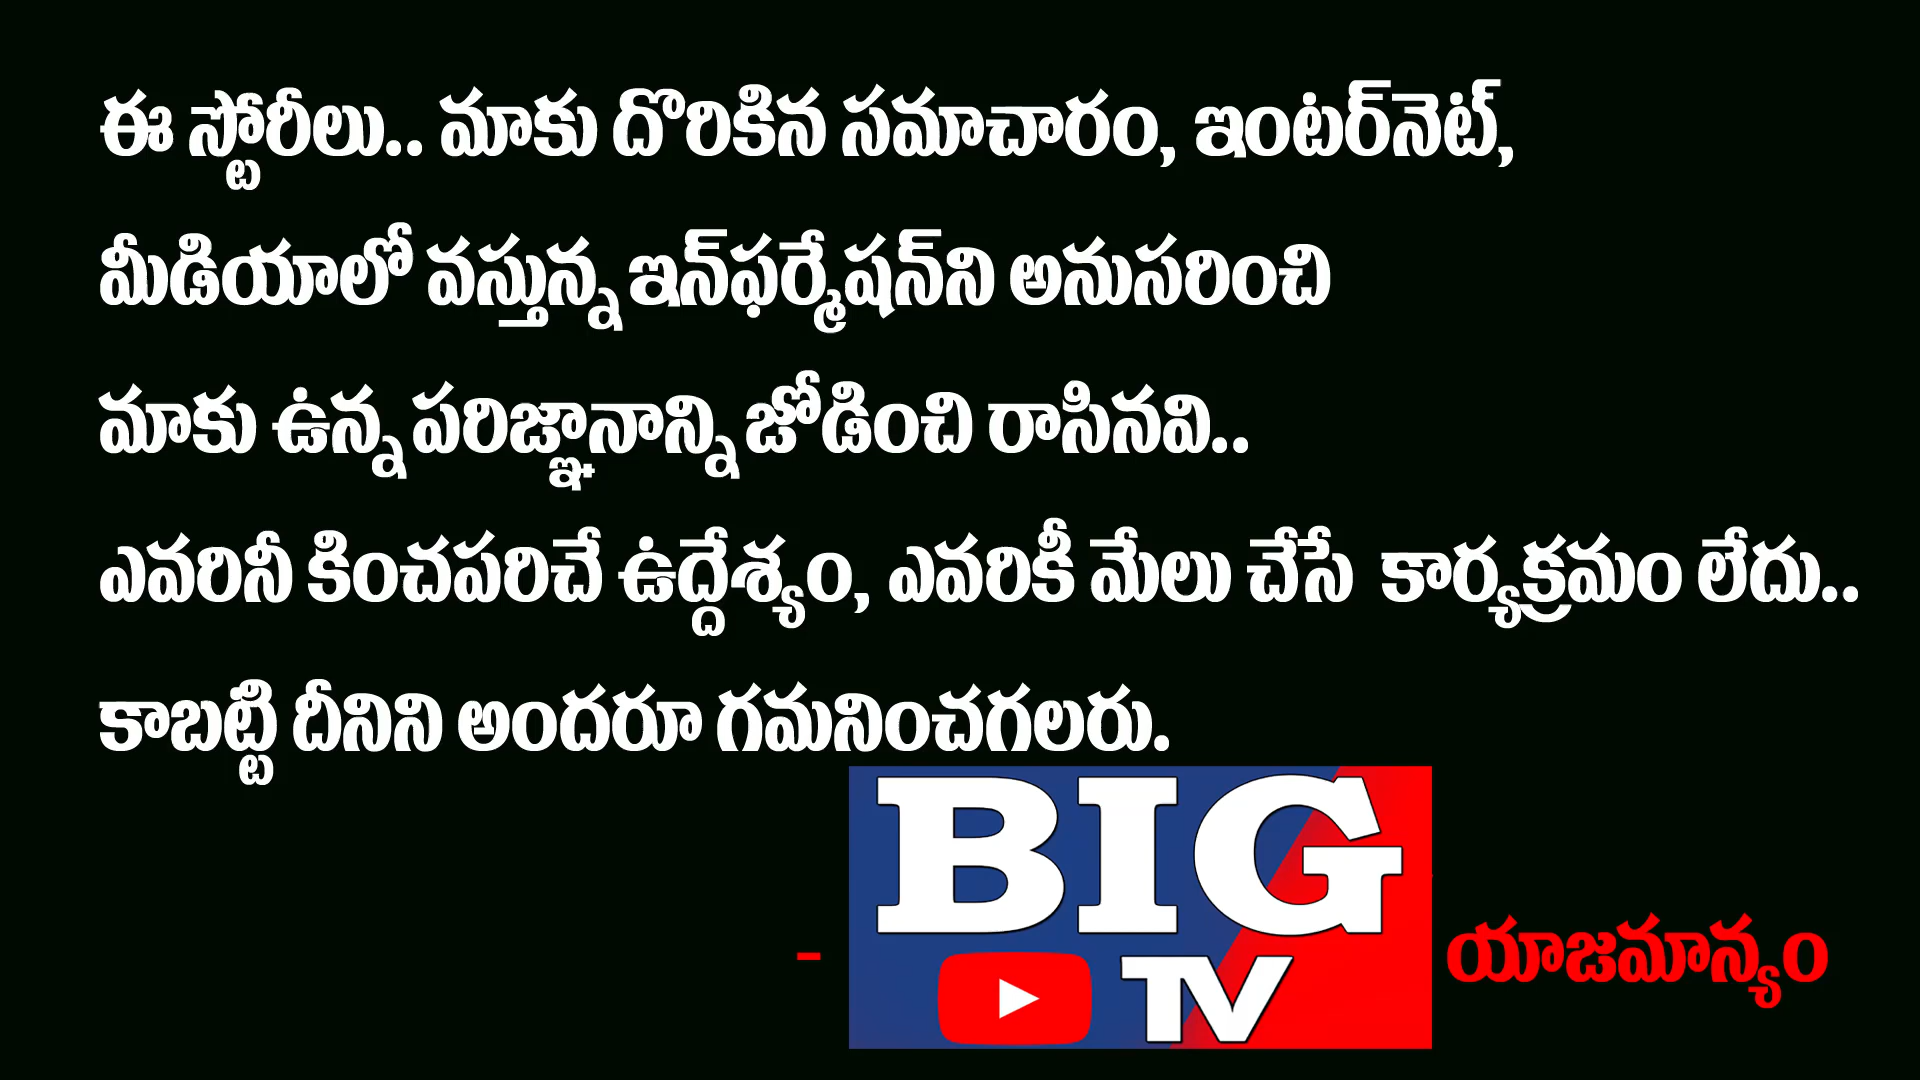 ఈ స్టోరీలు.. మాకు దొరికిన సమాచారం, ఇంటర్‌నెట్,
మీడియాలో వస్తున్న ఇన్‌ఫర్మేషన్‌ని అనుసరించి
మాకు ఉన్న పరిజ్ఞానాన్ని జోడించి రాసినవి..
ఎవరినీ కించపరిచే ఉద్దేశ్యం, ఎవరికీ మేలు చేసే కార్యక్రమం లేదు..
కాబట్టి దీనిని అందరూ గమనించగలరు.
- BIG TV యాజమాన్యం